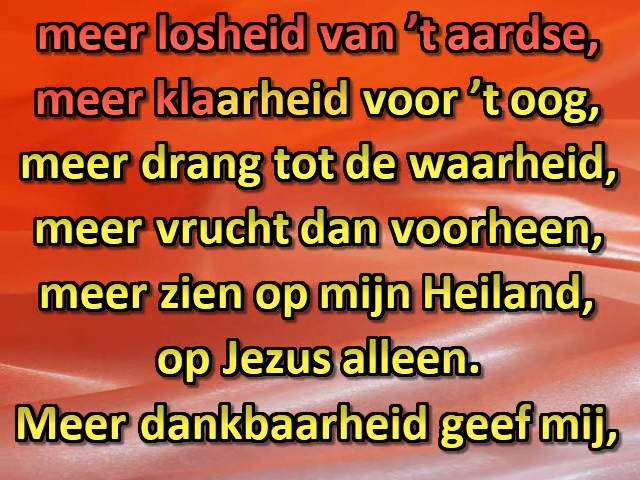 meer losheid van ’t aardse,
meer klaarheid voor ’t oog,
meer drang tot de waarheid,
meer vrucht dan voorheen,
meer zien op mijn Heiland,
op Jezus alleen.
Meer dankbaarheid geef mij,